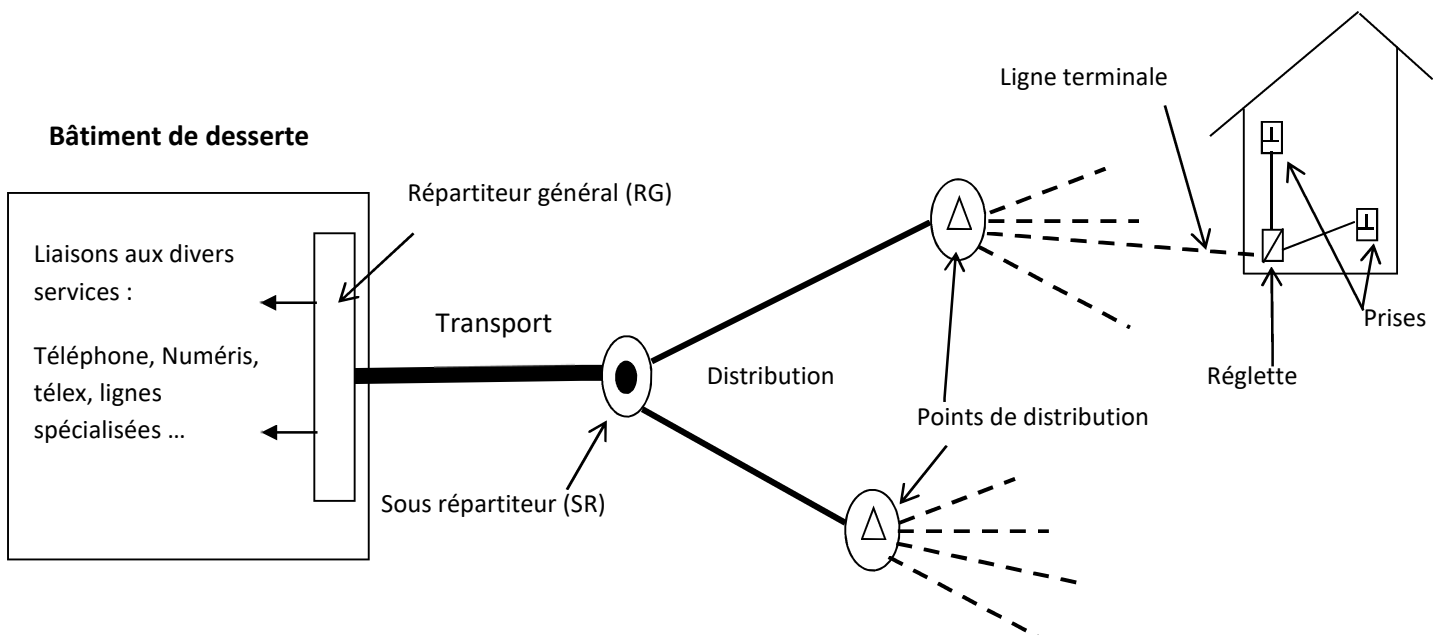 Ligne terminale
Bâtiment de desserte
Répartiteur général (RG)
Liaisons aux divers
services :
Téléphone, Numéris,
télex, lignes
spécialisées ...
Transport
Distribution
Prises
Réglette
Points de distribution
Sous répartiteur (SR)